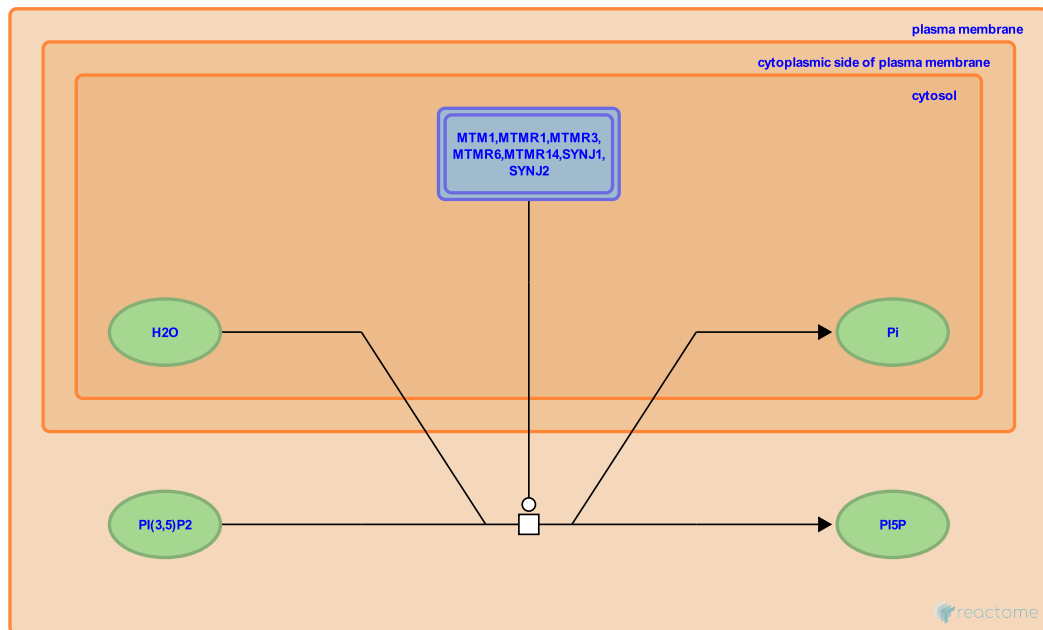 plasma membrane
cytoplasmic side of plasma membrane
cytosol
MTM1,MTMR1,MTMR3,
MTMR6,MTMR14,SYNJ1,
SYNJ2
H2O
Pi
PI(3,5)P2
PI5P
reactome